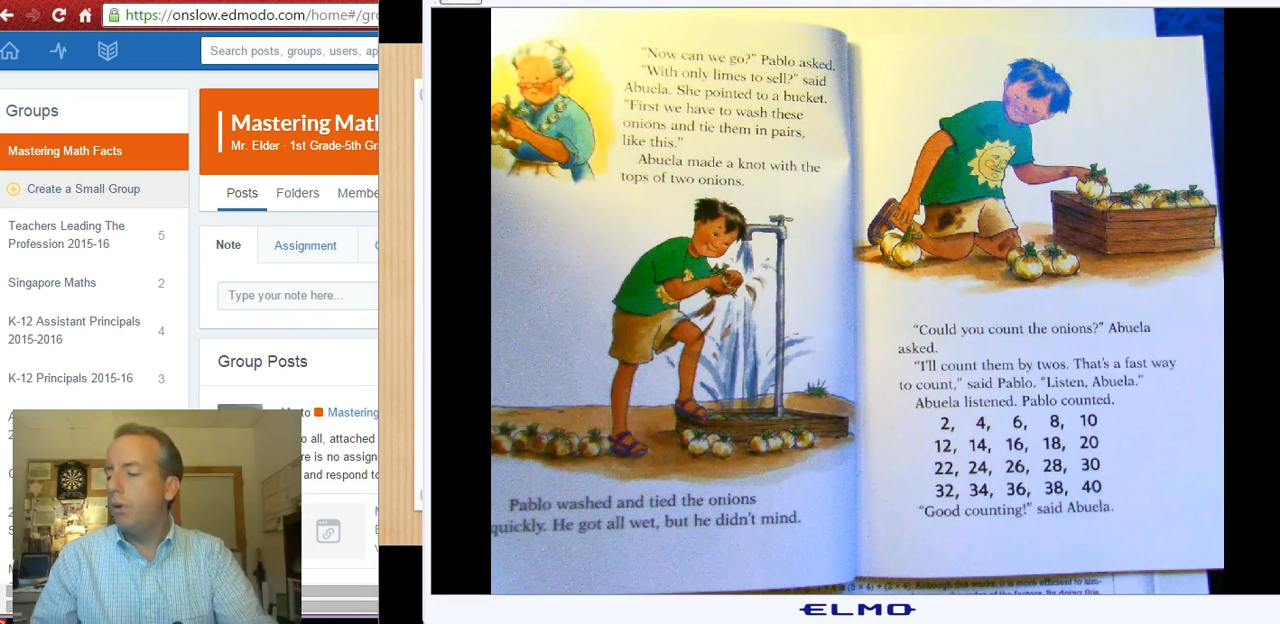 https://onslow.edmodo.com/home#/gr
Search posts, groups, users, ap
Groups
Mastering Math Facts
Create a Small Group
Teachers Leading The
Profession 2015-16
5
Singapore Maths
2
K-12 Assistant Principals
2015-2016
4
K-12 Principals 2015-16
3
Mastering Mat
Mr. Elder · 1st Grade-5th Gr
Posts
Folders
Membe
Note
Assignment
Type your note here...
Group Posts
to
Mastering
o all, attached
re is no assign
and respond to
"Now can we go?" Pablo asked.
"With only limes to sell?" said
Abuela. She pointed to a bucket.
"First we have to wash these
onions and tie them in pairs,
like this."
Abuela made a knot with the
tops of two onions.
Pablo washed and tied the onions
quickly. He got all wet, but he didn't mind.
"Could you count the onions?" Abuela
asked.
"I'll count them by twos. That's a fast way
to count," said Pablo. "Listen, Abuela."
Abuela listened. Pablo counted.
2, 4, 6, 8, 10
12, 14, 16, 18, 20
22, 24, 26, 28, 30
32, 34, 36, 38, 40
"Good counting!" said Abuela.
ELMO